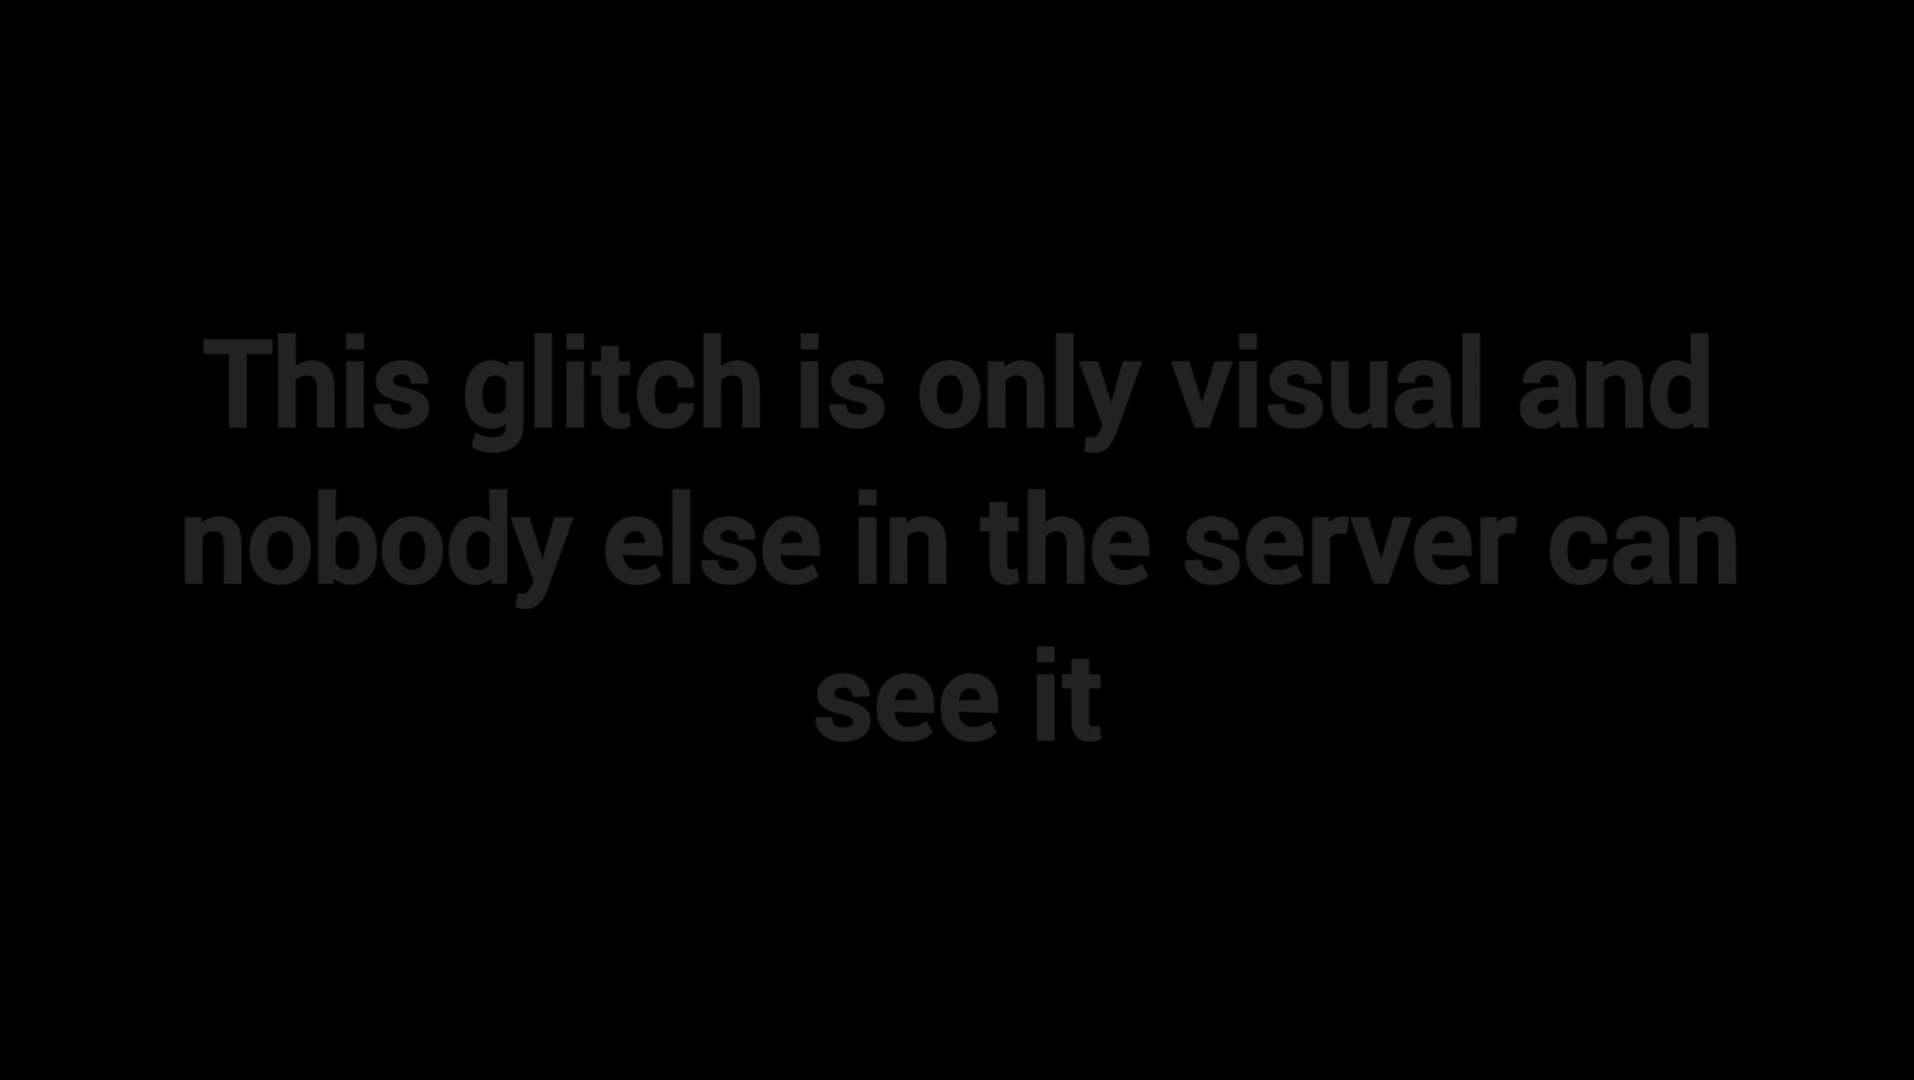 This glitch is only visual and
nobody else in the server can
see it